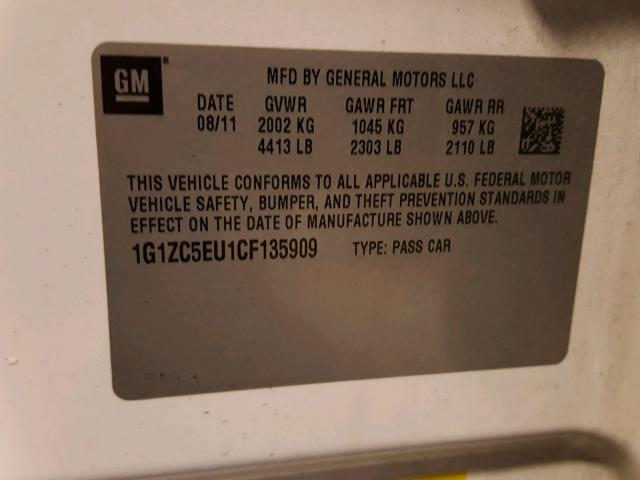 GM®
MFD BY GENERAL MOTORS LLC
DATE GVWR GAWR FRT GAWR RR
08/11 2002 KG 1045 KG 957 KG
4413 LB 2303 LB 2110 LB
THIS VEHICLE CONFORMS TO ALL APPLICABLE U.S. FEDERAL MOTOR
VEHICLE SAFETY, BUMPER, AND THEFT PREVENTION STANDARDS IN
EFFECT ON THE DATE OF MANUFACTURE SHOWN ABOVE.
1G1ZC5EU1CF135909 TYPE: PASS CAR